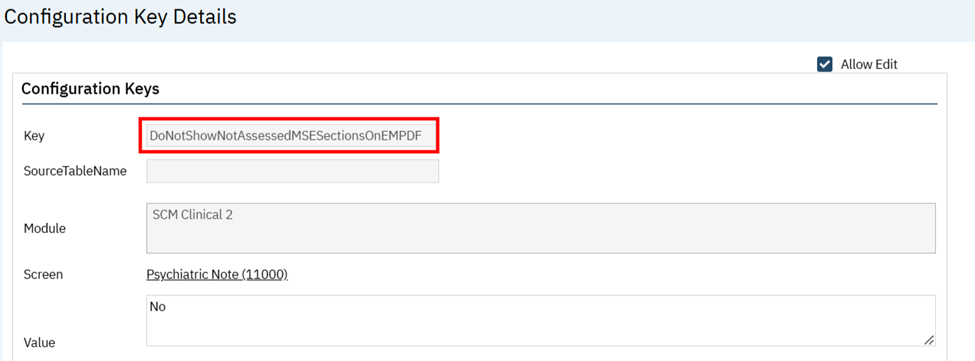 Configuration Key Details
Allow Edit
Configuration Keys
Key DoNotShowNotAssessedMSESectionsOnEMPDF
SourceTableName
Module SCM Clinical 2
Screen Psychiatric Note (11000)
Value No